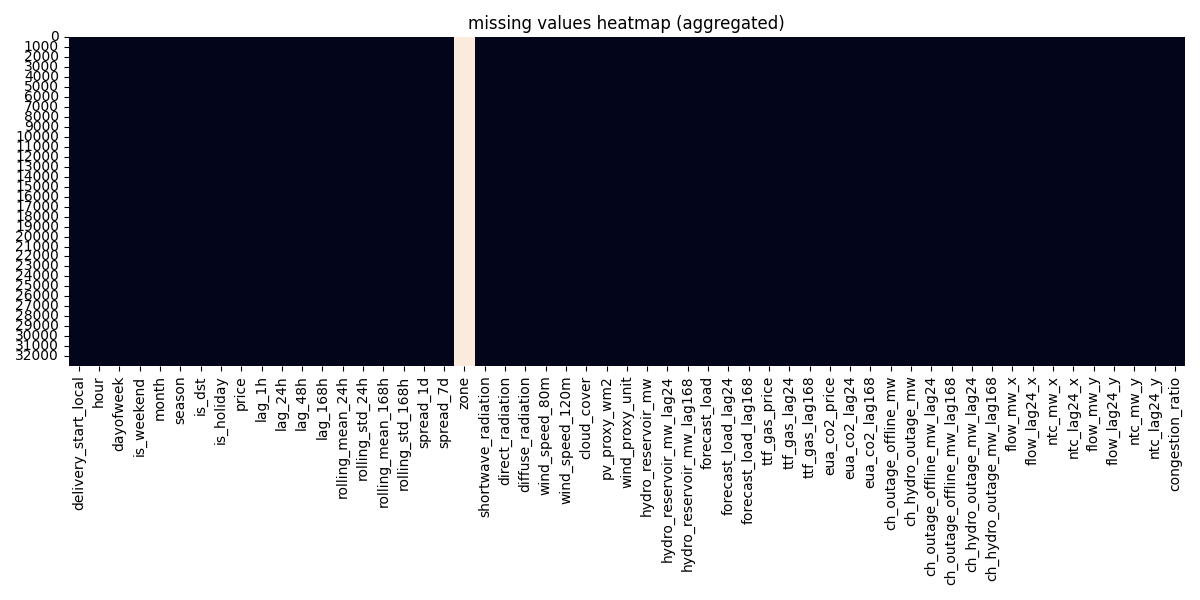 missing values heatmap (aggregated)
0
1000
2000
3000
4000
5000
6000
7000
8000
9000
10000
11000
12000
13000
14000
15000
16000
17000
18000
19000
20000
21000
22000
23000
24000
25000
26000
27000
28000
29000
30000
31000
32000
delivery_start_local
hour
dayofweek
is_weekend
month
season
is_dst
is_holiday
price
lag_1h
lag_24h
lag_48h
lag_168h
rolling_mean_24h
rolling_std_24h
rolling_mean_168h
rolling_std_168h
spread_1d
spread_7d
zone
shortwave_radiation
direct_radiation
diffuse_radiation
wind_speed_80m
wind_speed_120m
cloud_cover
pv_proxy_wm2
wind_proxy_unit
hydro_reservoir_mw
hydro_reservoir_mw_lag24
hydro_reservoir_mw_lag168
forecast_load
forecast_load_lag24
forecast_load_lag168
ttf_gas_price
ttf_gas_lag24
ttf_gas_lag168
eua_co2_price
eua_co2_lag24
eua_co2_lag168
ch_outage_offline_mw
ch_hydro_outage_mw
ch_outage_offline_mw_lag24
ch_outage_offline_mw_lag168
ch_hydro_outage_mw_lag24
ch_hydro_outage_mw_lag168
flow_mw_x
flow_lag24_x
ntc_mw_x
ntc_lag24_x
flow_mw_y
flow_lag24_y
ntc_mw_y
ntc_lag24_y
congestion_ratio